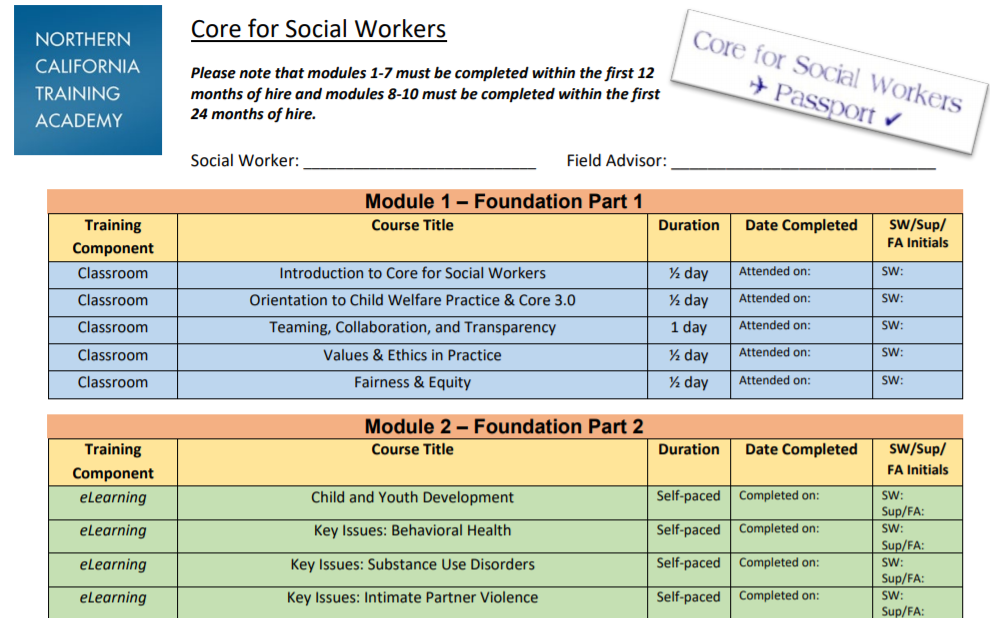 NORTHERN
CALIFORNIA
TRAINING
ACADEMY
Core for Social Workers
Please note that modules 1-7 must be completed within the first 12
months of hire and modules 8-10 must be completed within the first
24 months of hire.
Core for Social Workers
✈ Passport ✓
Social Worker: ___________________________ Field Advisor: _______________________________
Module 1 – Foundation Part 1
Training Component Course Title Duration Date Completed SW/Sup/ FA Initials
Classroom Introduction to Core for Social Workers ½ day Attended on: SW:
Classroom Orientation to Child Welfare Practice & Core 3.0 ½ day Attended on: SW:
Classroom Teaming, Collaboration, and Transparency 1 day Attended on: SW:
Classroom Values & Ethics in Practice ½ day Attended on: SW:
Classroom Fairness & Equity ½ day Attended on: SW:
Module 2 – Foundation Part 2
Training Component Course Title Duration Date Completed SW/Sup/ FA Initials
eLearning Child and Youth Development Self-paced Completed on: SW: Sup/FA:
eLearning Key Issues: Behavioral Health Self-paced Completed on: SW: Sup/FA:
eLearning Key Issues: Substance Use Disorders Self-paced Completed on: SW: Sup/FA:
eLearning Key Issues: Intimate Partner Violence Self-paced Completed on: SW: Sup/FA: